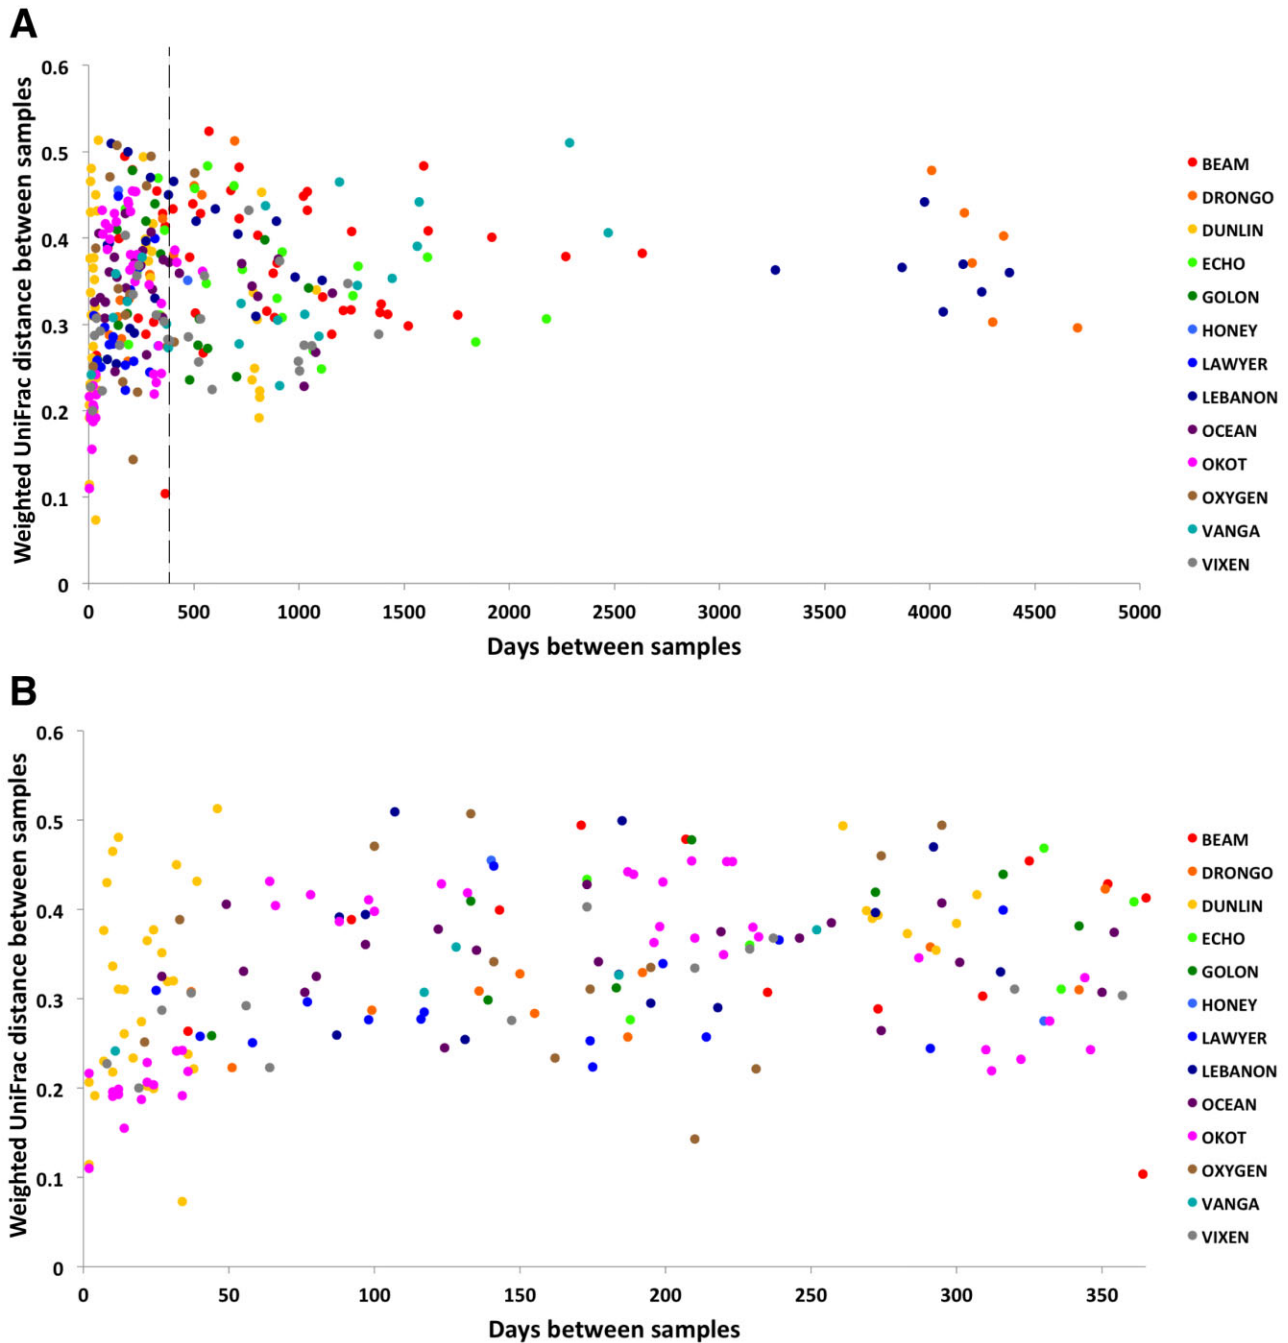 A
Weighted UniFrac distance between samples
0.6
0.5
0.4
0.3
0.2
0.1
0
0 500 1000 1500 2000 2500 3000 3500 4000 4500 5000
Days between samples
BEAM
DRONGO
DUNLIN
ECHO
GOLON
HONEY
LAWYER
LEBANON
OCEAN
OKOT
OXYGEN
VANGA
VIXEN
B
Weighted UniFrac distance between samples
0.6
0.5
0.4
0.3
0.2
0.1
0
0 50 100 150 200 250 300 350
Days between samples
BEAM
DRONGO
DUNLIN
ECHO
GOLON
HONEY
LAWYER
LEBANON
OCEAN
OKOT
OXYGEN
VANGA
VIXEN